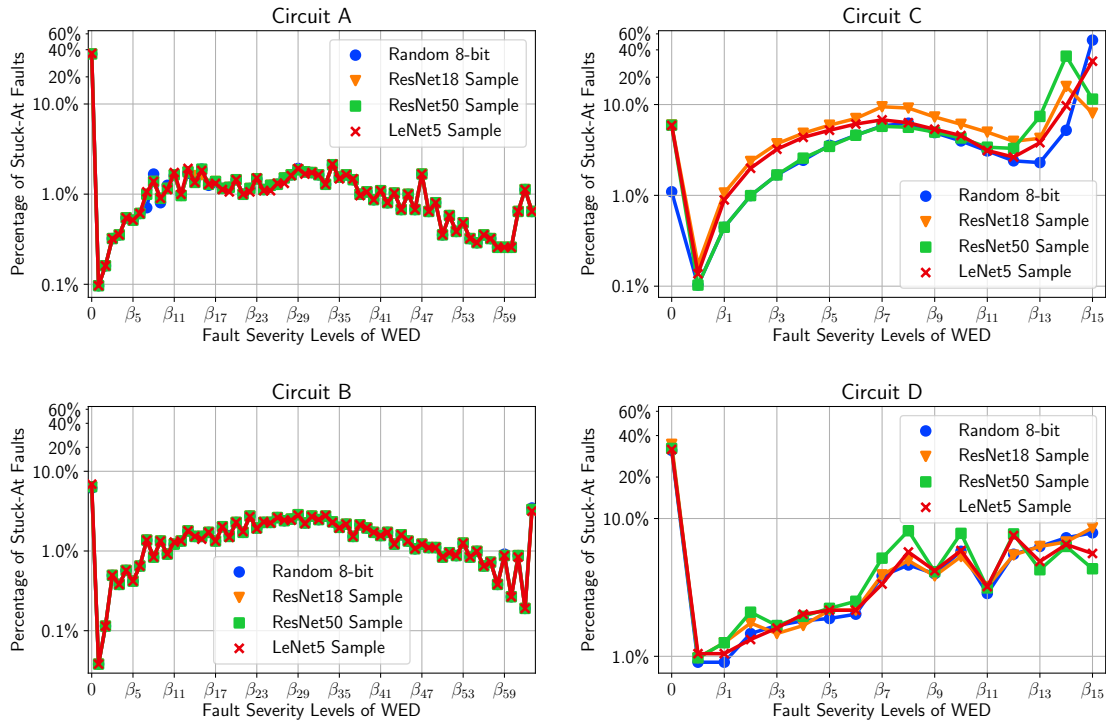 Circuit A
Percentage of Stuck-At Faults
60%
40%
10.0%
1.0%
0.1%
Random 8-bit
ResNet18 Sample
ResNet50 Sample
LeNet5 Sample
0 β5 β11 β17 β23 β29 β35 β41 β47 β53 β59
Fault Severity Levels of WED
Circuit C
Percentage of Stuck-At Faults
60%
40%
20%
10.0%
1.0%
0.1%
Random 8-bit
ResNet18 Sample
ResNet50 Sample
LeNet5 Sample
0 β1 β3 β5 β7 β9 β11 β13 β15
Fault Severity Levels of WED
Circuit B
Percentage of Stuck-At Faults
60%
40%
20%
10.0%
1.0%
0.1%
Random 8-bit
ResNet18 Sample
ResNet50 Sample
LeNet5 Sample
0 β5 β11 β17 β23 β29 β35 β41 β47 β53 β59
Fault Severity Levels of WED
Circuit D
Percentage of Stuck-At Faults
60%
40%
20%
10.0%
1.0%
Random 8-bit
ResNet18 Sample
ResNet50 Sample
LeNet5 Sample
0 β1 β3 β5 β7 β9 β11 β13 β15
Fault Severity Levels of WED